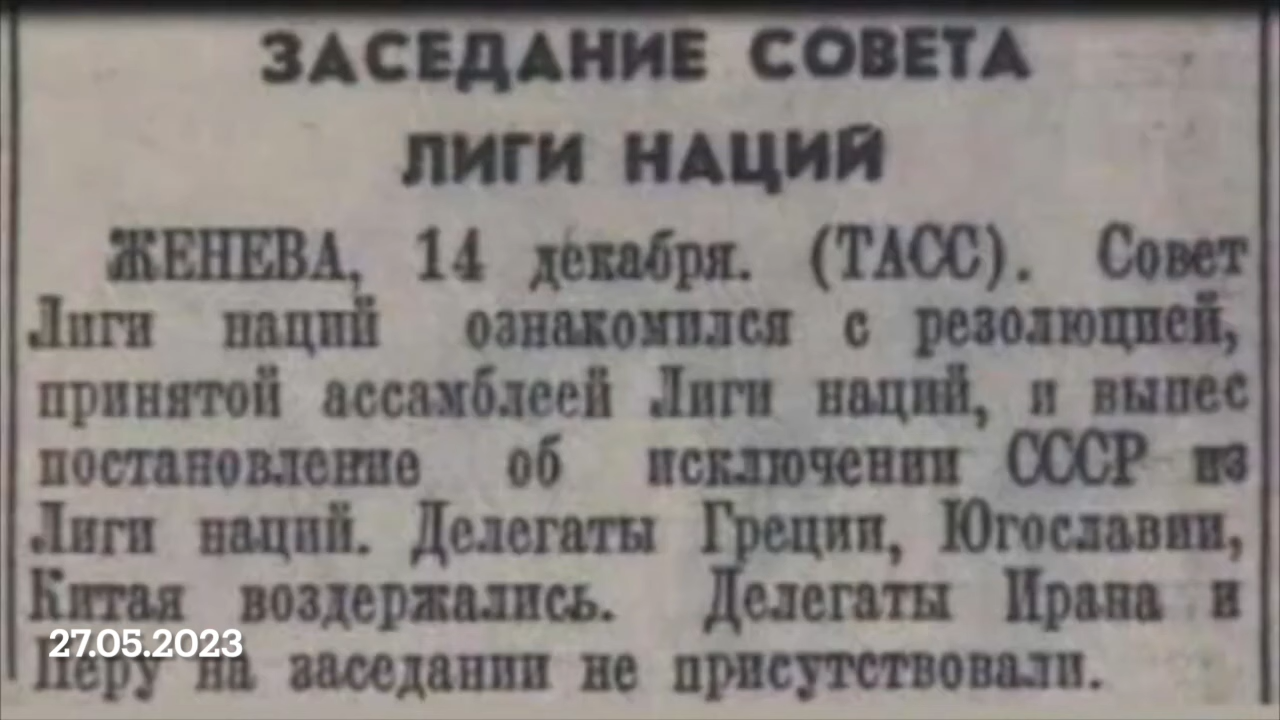 ЗАСЕДАНИЕ СОВЕТА
ЛИГИ НАЦИЙ
ЖЕНЕВА, 14 декабря. (ТАСС). Совет
Лиги наций ознакомился с резолюцией,
принятой ассамблеей Лиги наций, и вынес
постановление об исключении СССР из
Лиги наций. Делегаты Греции, Югославии,
Китая воздержались. Делегаты Ирана и
Перу на заседании не присутствовали.
27.05.2023